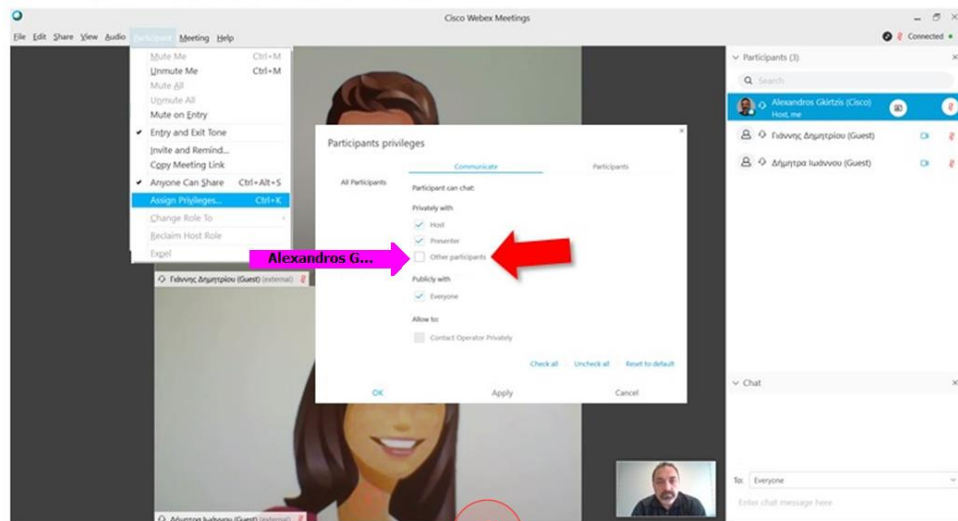 Cisco Webex Meetings
File Edit Share View Audio Participant Meeting Help
Connected
Mute Me Ctrl+M
Unmute Me Ctrl+M
Mute All
Unmute All
Mute on Entry
Entry and Exit Tone
Invite and Remind...
Copy Meeting Link
Anyone Can Share Ctrl+Alt+S
Assign Privileges... Ctrl+K
Change Role To
Reclaim Host Role
Expel
Alexandros G...
Participants privileges
Communicate Participants
All Participants
Participant can chat:
Privately with
Host
Presenter
Other participants
Publicly with
Everyone
Allow to:
Contact Operator Privately
Check all Uncheck all Reset to default
OK Apply Cancel
Γιάννης Δημητρίου (Guest) (external)
Δήμητρα Ιωάννου (Guest) (external)
Participants (3)
Search
Alexandros Gkirtzis (Cisco)
Host, me
Γιάννης Δημητρίου (Guest)
Δήμητρα Ιωάννου (Guest)
Chat
To: Everyone
Enter chat message here